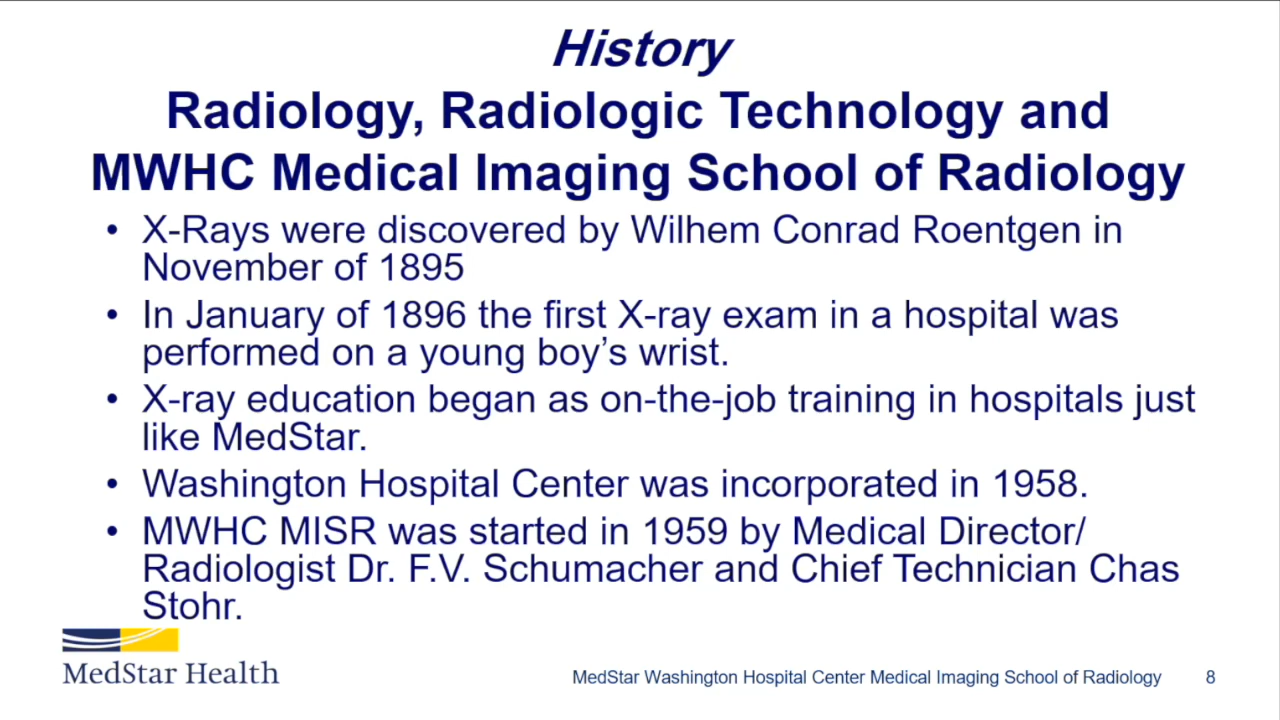 History
Radiology, Radiologic Technology and
MWHC Medical Imaging School of Radiology
• X-Rays were discovered by Wilhem Conrad Roentgen in
November of 1895
• In January of 1896 the first X-ray exam in a hospital was
performed on a young boy’s wrist.
• X-ray education began as on-the-job training in hospitals just
like MedStar.
• Washington Hospital Center was incorporated in 1958.
• MWHC MISR was started in 1959 by Medical Director/
Radiologist Dr. F.V. Schumacher and Chief Technician Chas
Stohr.
MedStar Health
MedStar Washington Hospital Center Medical Imaging School of Radiology 8